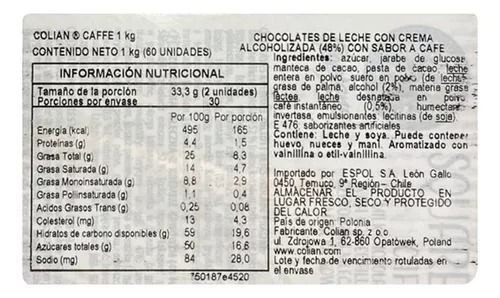 COLIAN ® CAFFE 1 kg
CONTENIDO NETO 1 kg (60 UNIDADES)
INFORMACIÓN NUTRICIONAL
Tamaño de la porción 33,3 g (2 unidades)
Porciones por envase 30
Por 100g Por porción
Energía (kcal) 495 165
Proteínas (g) 4,4 1,5
Grasa Total (g) 25 8,3
Grasa Saturada (g) 14 4,7
Grasa Monoinsaturada (g) 8,8 2,9
Grasa Poliinsaturada (g) 1,1 0,4
Acidos Grasos Trans (g) 0,25 0,08
Colesterol (mg) 13 4,3
Hidratos de carbono disponibles (g) 59 19,6
Azúcares totales (g) 50 16,6
Sodio (mg) 84 28,0
750187e4520
CHOCOLATES DE LECHE CON CREMA
ALCOHOLIZADA (48%) CON SABOR A CAFE
Ingredientes: azúcar, jarabe de glucosa
manteca de cacao, pasta de cacao, leche
entera en polvo, suero en polvo (de leche)
grasa de palma, alcohol (2%), materia grasa
láctea, leche desnatada en polvo
café instantáneo (0,5%), humectante
invertasa, emulsionantes: lecitinas (de soja),
E 476, saborizantes artificiales
Contiene: Leche y soya. Puede contener
huevo, nueces y maní. Aromatizado con
vainillina o etil-vainillina.
Importado por ESPOL S.A. León Gallo
0450, Temuco, 9ª Región – Chile
ALMACENAR EL PRODUCTO EN
LUGAR FRESCO, SECO Y PROTEGIDO
DEL CALOR
País de origen: Polonia
Fabricante: Colian sp. z o.o
ul. Zdrojowa 1, 62-860 Opatówek, Poland
www.colian.com
Lote y fecha de vencimiento rotuladas en
el envase